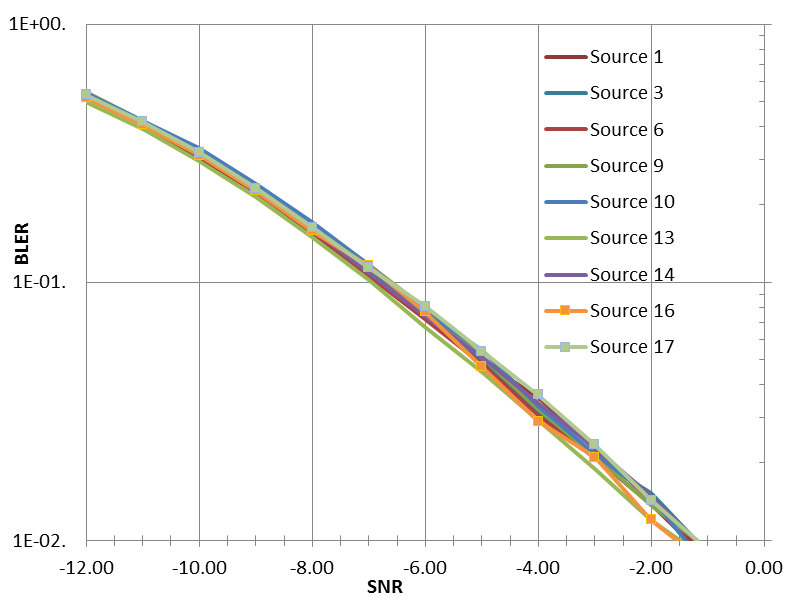 1E+00.
Source 1
Source 3
Source 6
Source 9
Source 10
Source 13
Source 14
Source 16
Source 17
BLER
1E-01.
1E-02.
-12.00 -10.00 -8.00 -6.00 -4.00 -2.00 0.00
SNR